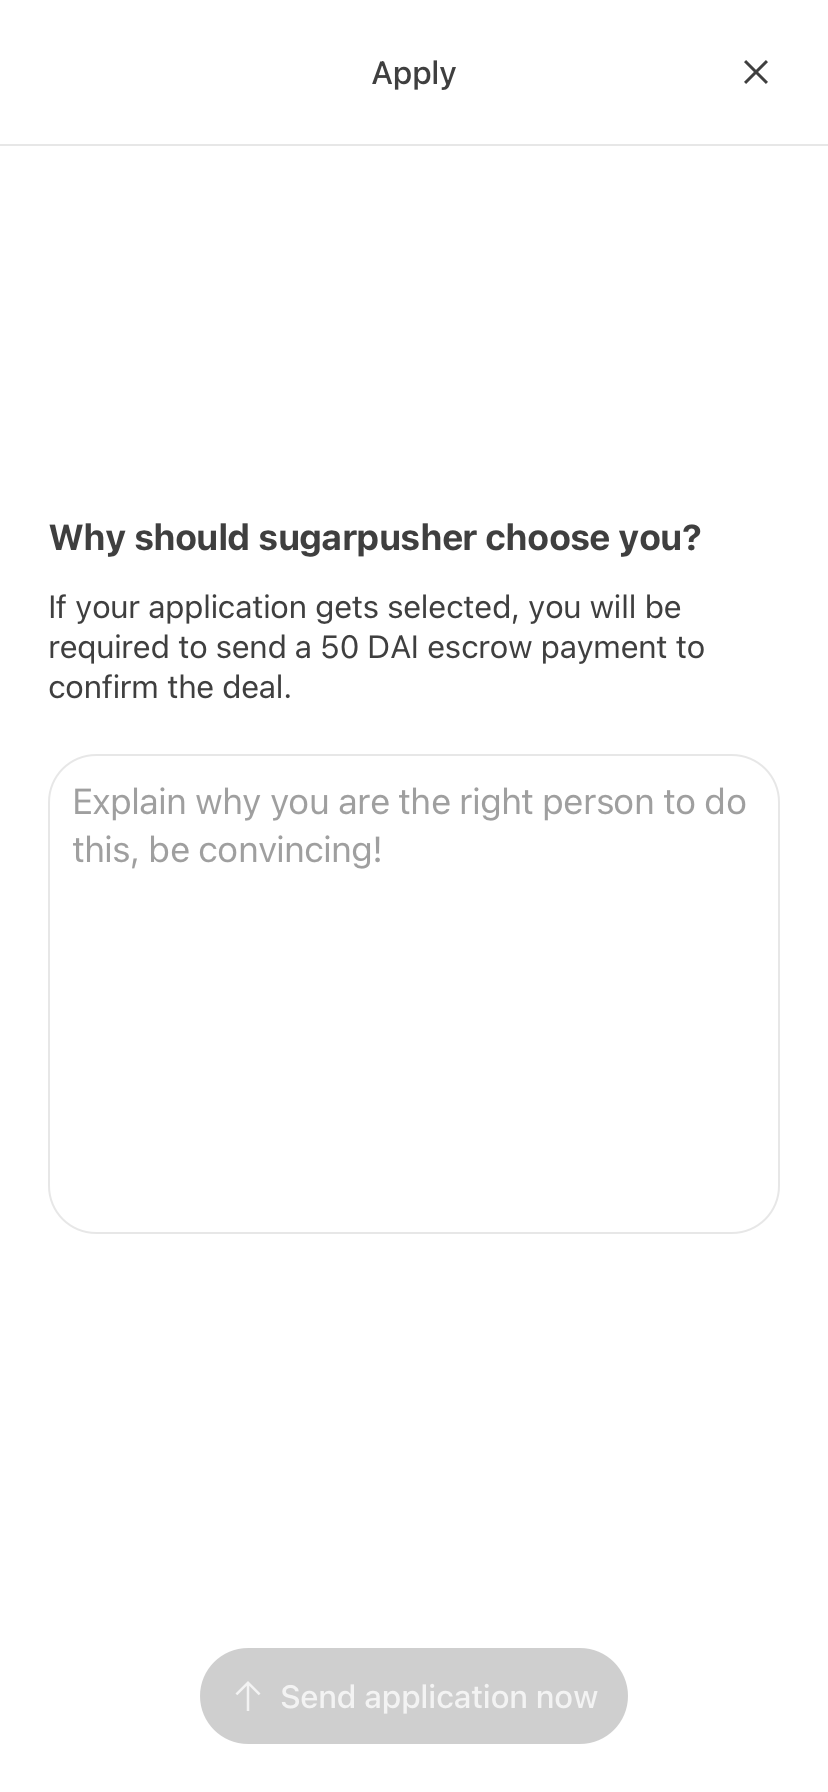 Apply
Why should sugarpusher choose you?
If your application gets selected, you will be
required to send a 50 DAI escrow payment to
confirm the deal.
Explain why you are the right person to do
this, be convincing!
Send application now